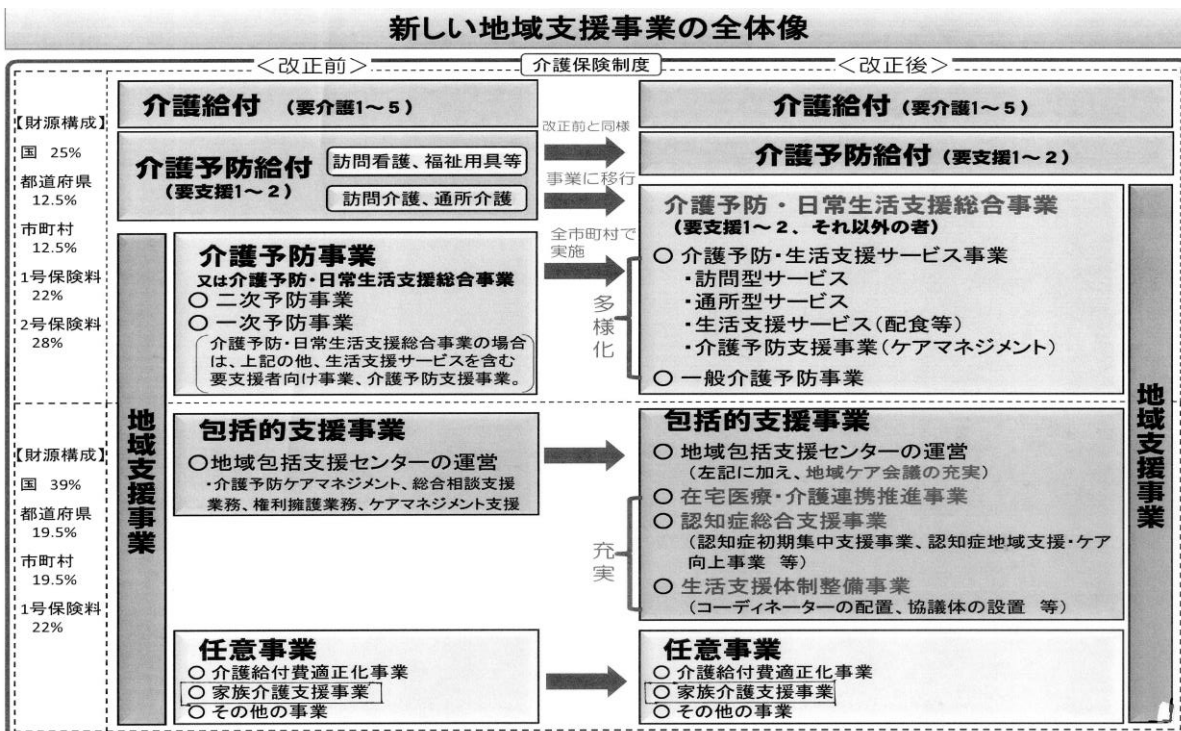 新しい地域支援事業の全体像
＜改正前＞
介護保険制度
＜改正後＞
【財源構成】
国 25%
都道府県
12.5%
市町村
12.5%
1号保険料
22%
2号保険料
28%
【財源構成】
国 39%
都道府県
19.5%
市町村
19.5%
1号保険料
22%
介護給付（要介護1～5）
介護予防給付
（要支援1～2）
訪問看護、福祉用具等
訪問介護、通所介護
地域支援事業
介護予防事業
又は介護予防・日常生活支援総合事業
○ 二次予防事業
○ 一次予防事業
介護予防・日常生活支援総合事業の場合
は、上記の他、生活支援サービスを含む
要支援者向け事業、介護予防支援事業。
包括的支援事業
○地域包括支援センターの運営
・介護予防ケアマネジメント、総合相談支援
業務、権利擁護業務、ケアマネジメント支援
任意事業
○ 介護給付費適正化事業
○ 家族介護支援事業
○ その他の事業
改正前と同様
事業に移行
全市町村で
実施
多様化
充実
介護給付（要介護1～5）
介護予防給付（要支援1～2）
介護予防・日常生活支援総合事業
（要支援1～2、それ以外の者）
○ 介護予防・生活支援サービス事業
・訪問型サービス
・通所型サービス
・生活支援サービス（配食等）
・介護予防支援事業（ケアマネジメント）
○ 一般介護予防事業
包括的支援事業
○ 地域包括支援センターの運営
（左記に加え、地域ケア会議の充実）
○ 在宅医療・介護連携推進事業
○ 認知症総合支援事業
（認知症初期集中支援事業、認知症地域支援・ケア
向上事業 等）
○ 生活支援体制整備事業
（コーディネーターの配置、協議体の設置 等）
任意事業
○ 介護給付費適正化事業
○ 家族介護支援事業
○ その他の事業
地域支援事業